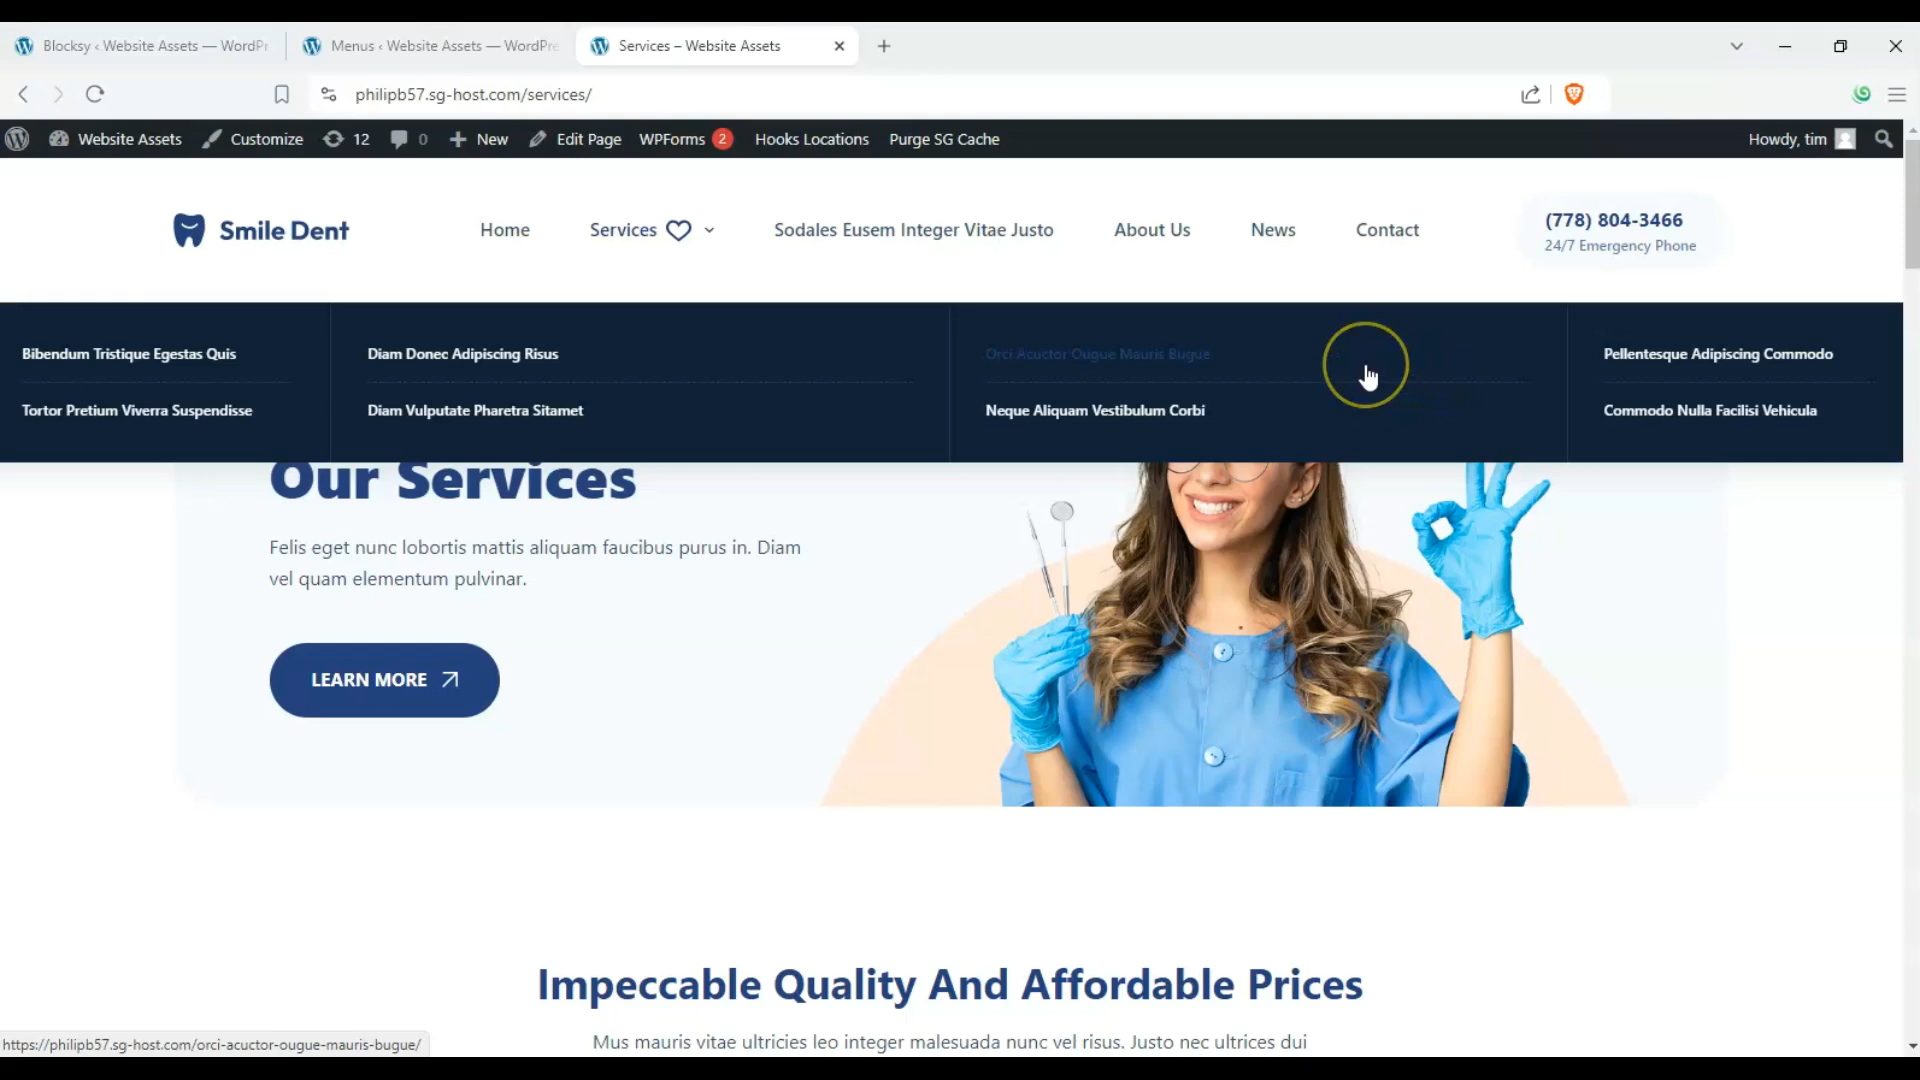 Blocksy ‹ Website Assets — WordPr
Menus ‹ Website Assets — WordPre
Services – Website Assets
philipb57.sg-host.com/services/
Website Assets
Customize
12
0
New
Edit Page
WPForms 2
Hooks Locations
Purge SG Cache
Howdy, tim
Smile Dent
Home
Services
Sodales Eusem Integer Vitae Justo
About Us
News
Contact
(778) 804-3466
24/7 Emergency Phone
Bibendum Tristique Egestas Quis
Diam Donec Adipiscing Risus
Orci Acuctor Ougue Mauris Bugue
Pellentesque Adipiscing Commodo
Tortor Pretium Viverra Suspendisse
Diam Vulputate Pharetra Sitamet
Neque Aliquam Vestibulum Corbi
Commodo Nulla Facilisi Vehicula
Our Services
Felis eget nunc lobortis mattis aliquam faucibus purus in. Diam
vel quam elementum pulvinar.
LEARN MORE
Impeccable Quality And Affordable Prices
Mus mauris vitae ultricies leo integer malesuada nunc vel risus. Justo nec ultrices dui
https://philipb57.sg-host.com/orci-acuctor-ougue-mauris-bugue/